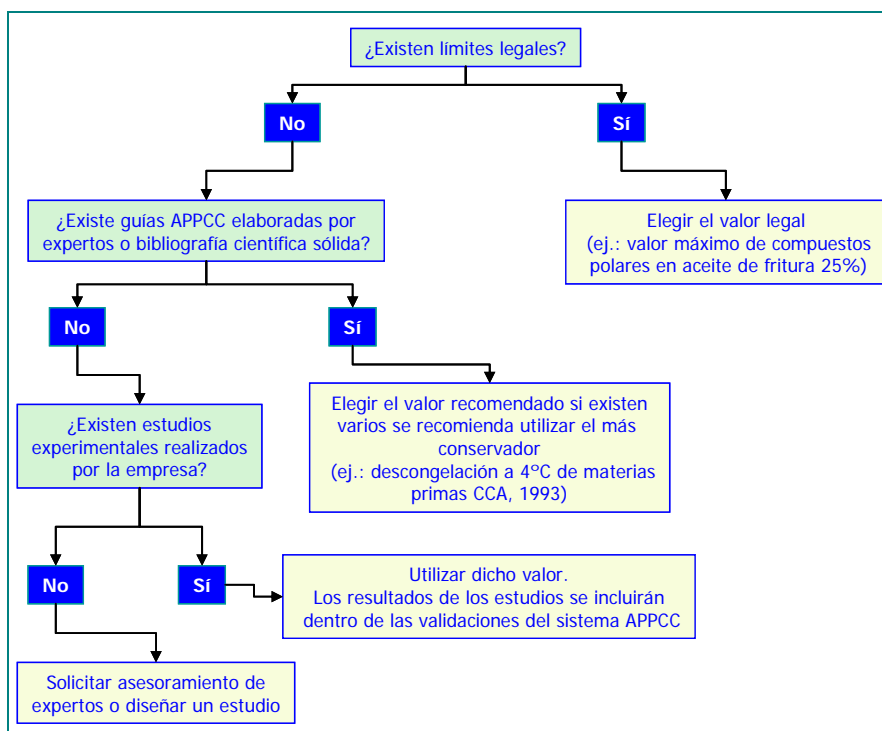 ¿Existen límites legales?
No
Sí
¿Existe guías APPCC elaboradas por
expertos o bibliografía científica sólida?
Elegir el valor legal
(ej.: valor máximo de compuestos
polares en aceite de fritura 25%)
No
Sí
¿Existen estudios
experimentales realizados
por la empresa?
Elegir el valor recomendado si existen
varios se recomienda utilizar el más
conservador
(ej.: descongelación a 4ºC de materias
primas CCA, 1993)
No
Sí
Utilizar dicho valor.
Los resultados de los estudios se incluirán
dentro de las validaciones del sistema APPCC
Solicitar asesoramiento de
expertos o diseñar un estudio